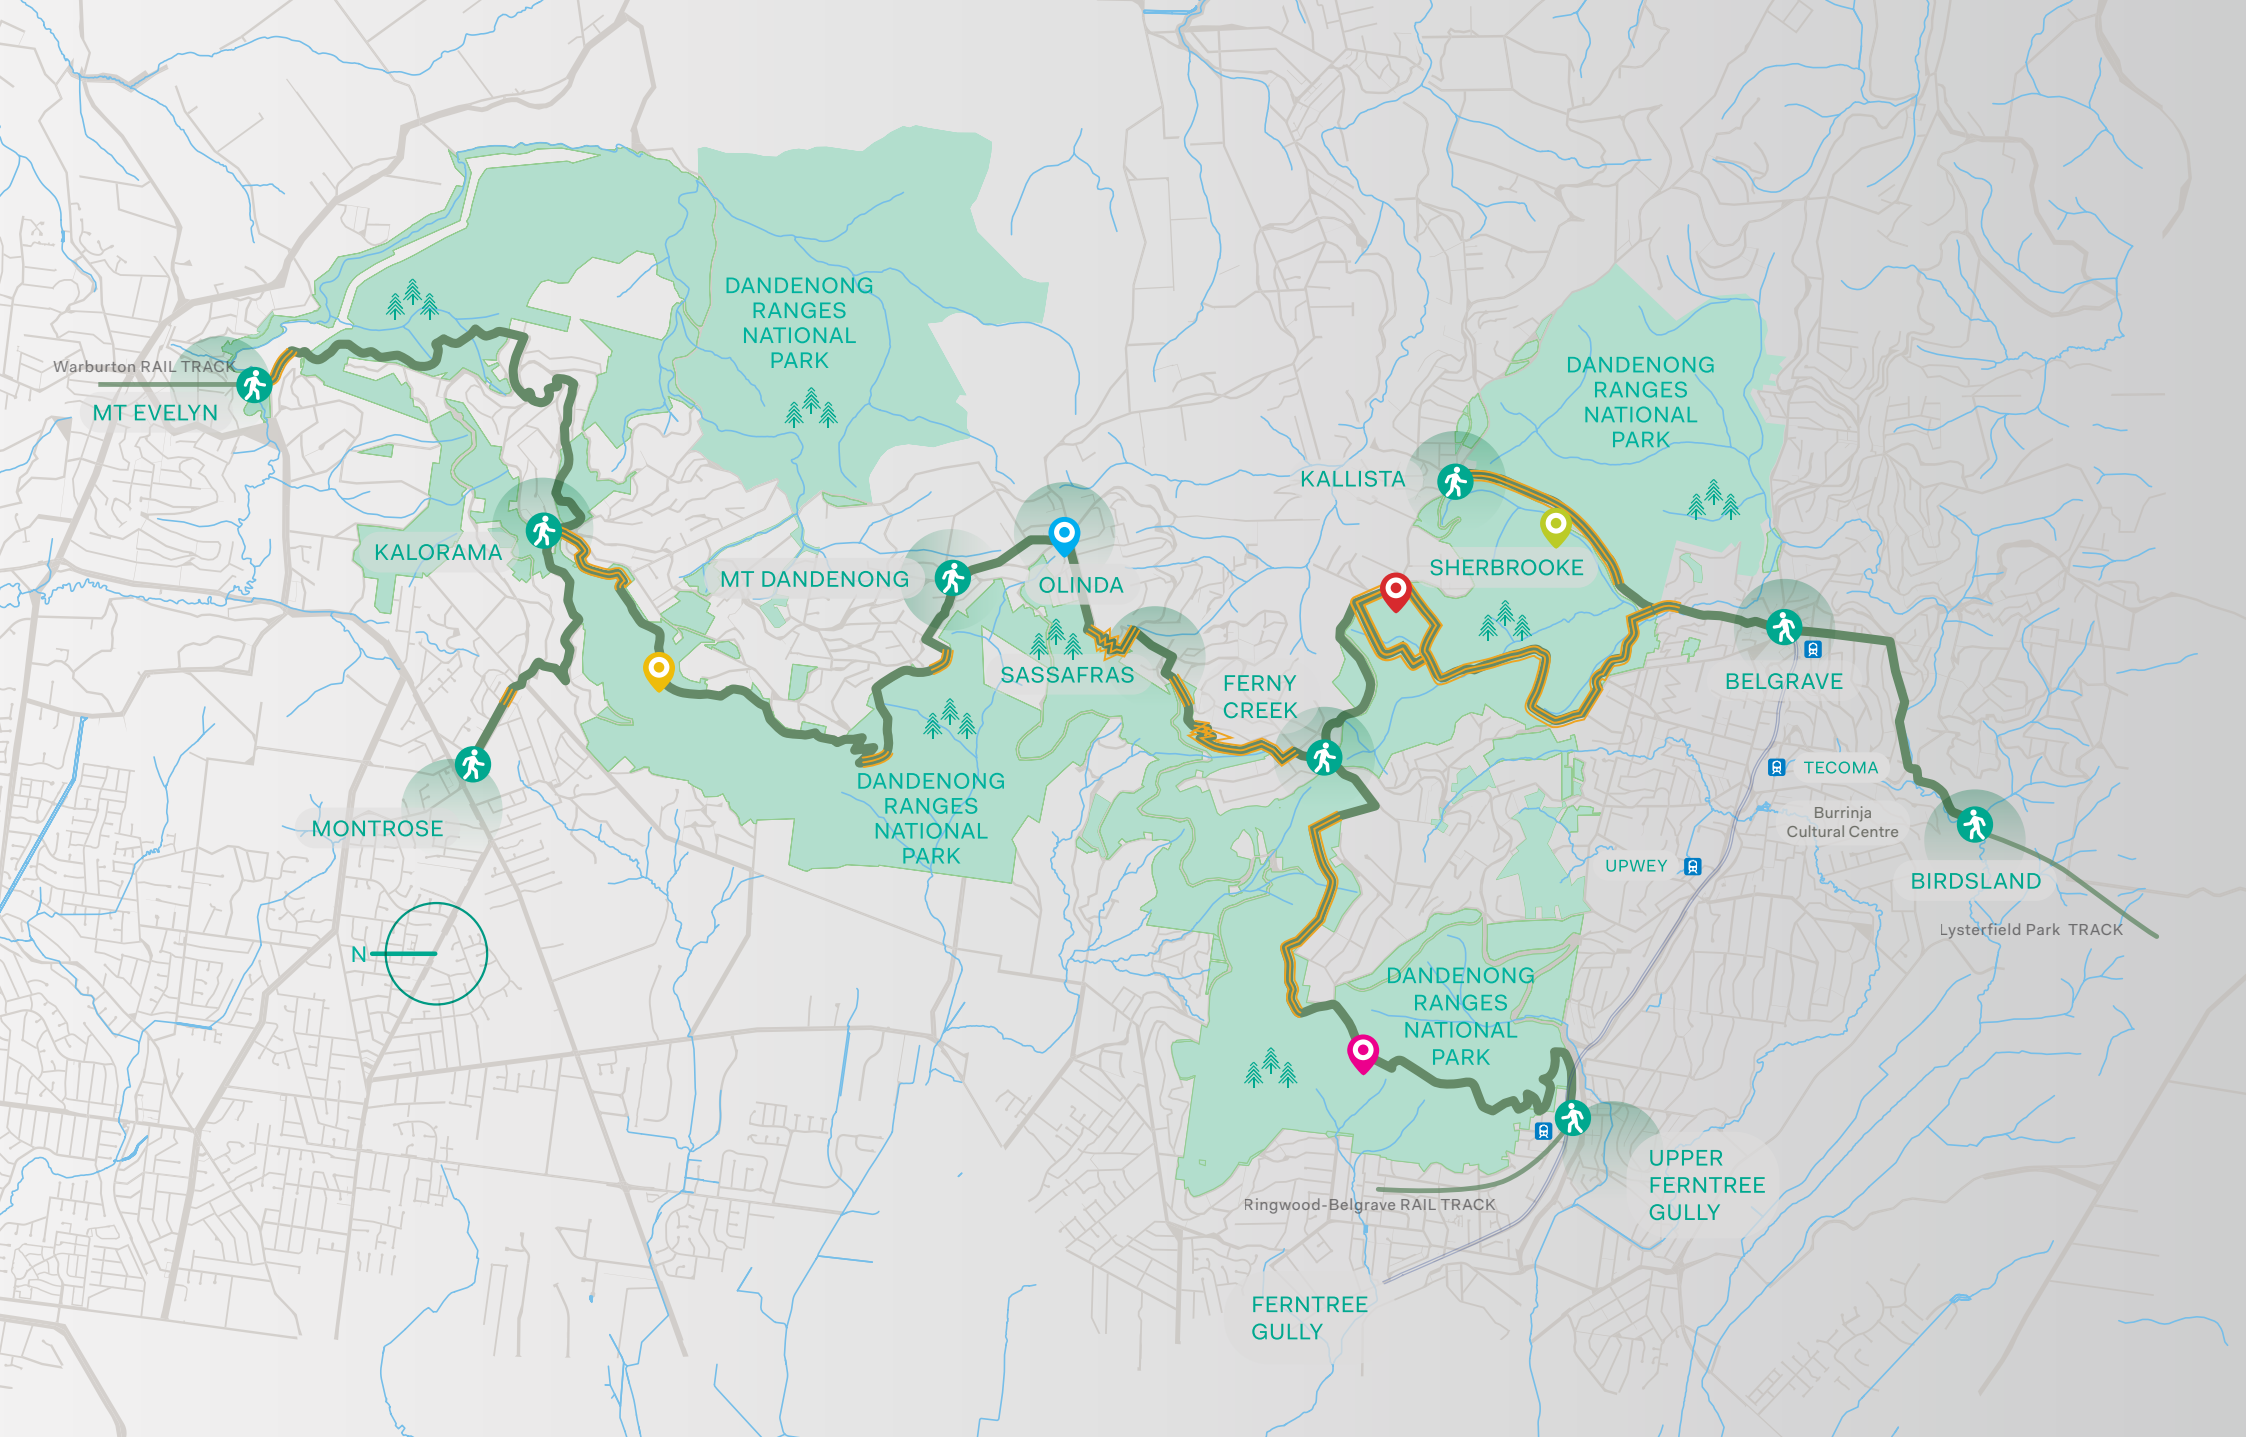 DANDENONG
RANGES
NATIONAL
PARK
Warburton RAIL TRACK
MT EVELYN
DANDENONG
RANGES
NATIONAL
PARK
KALLISTA
KALORAMA
MT DANDENONG
OLINDA
SHERBROOKE
SASSAFRAS
FERNY
CREEK
BELGRAVE
TECOMA
DANDENONG
RANGES
NATIONAL
PARK
MONTROSE
Burrinja
Cultural Centre
UPWEY
BIRDSLAND
Lysterfield Park TRACK
N
DANDENONG
RANGES
NATIONAL
PARK
UPPER
FERNTREE
GULLY
Ringwood-Belgrave RAIL TRACK
FERNTREE
GULLY